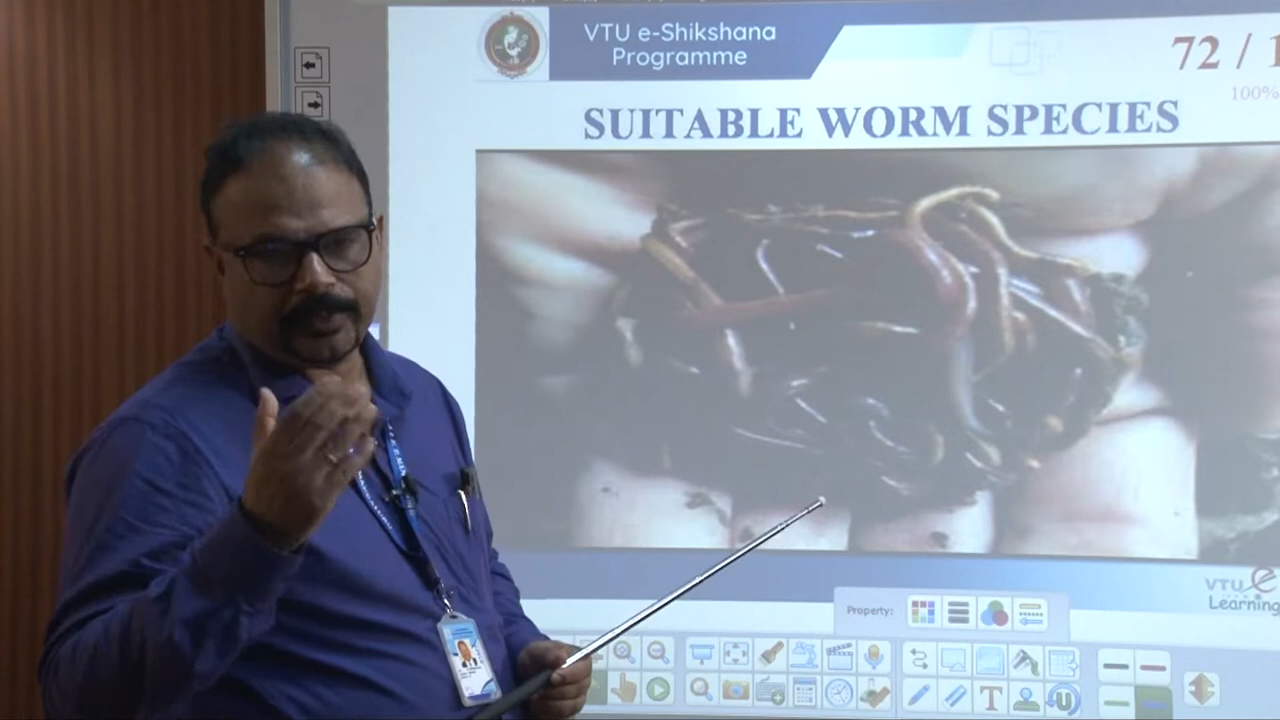 VTU e-Shikshana
Programme
72 / 1
100%
SUITABLE WORM SPECIES
VTU e
Learning
Property:
T